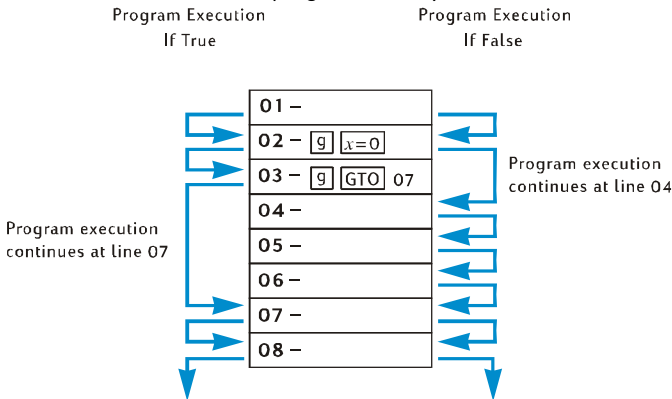 Program Execution
If True
Program Execution
If False
01 –
02 – g x=0
03 – g GTO 07
04 –
05 –
06 –
07 –
08 –
Program execution
continues at line 07
Program execution
continues at line 04